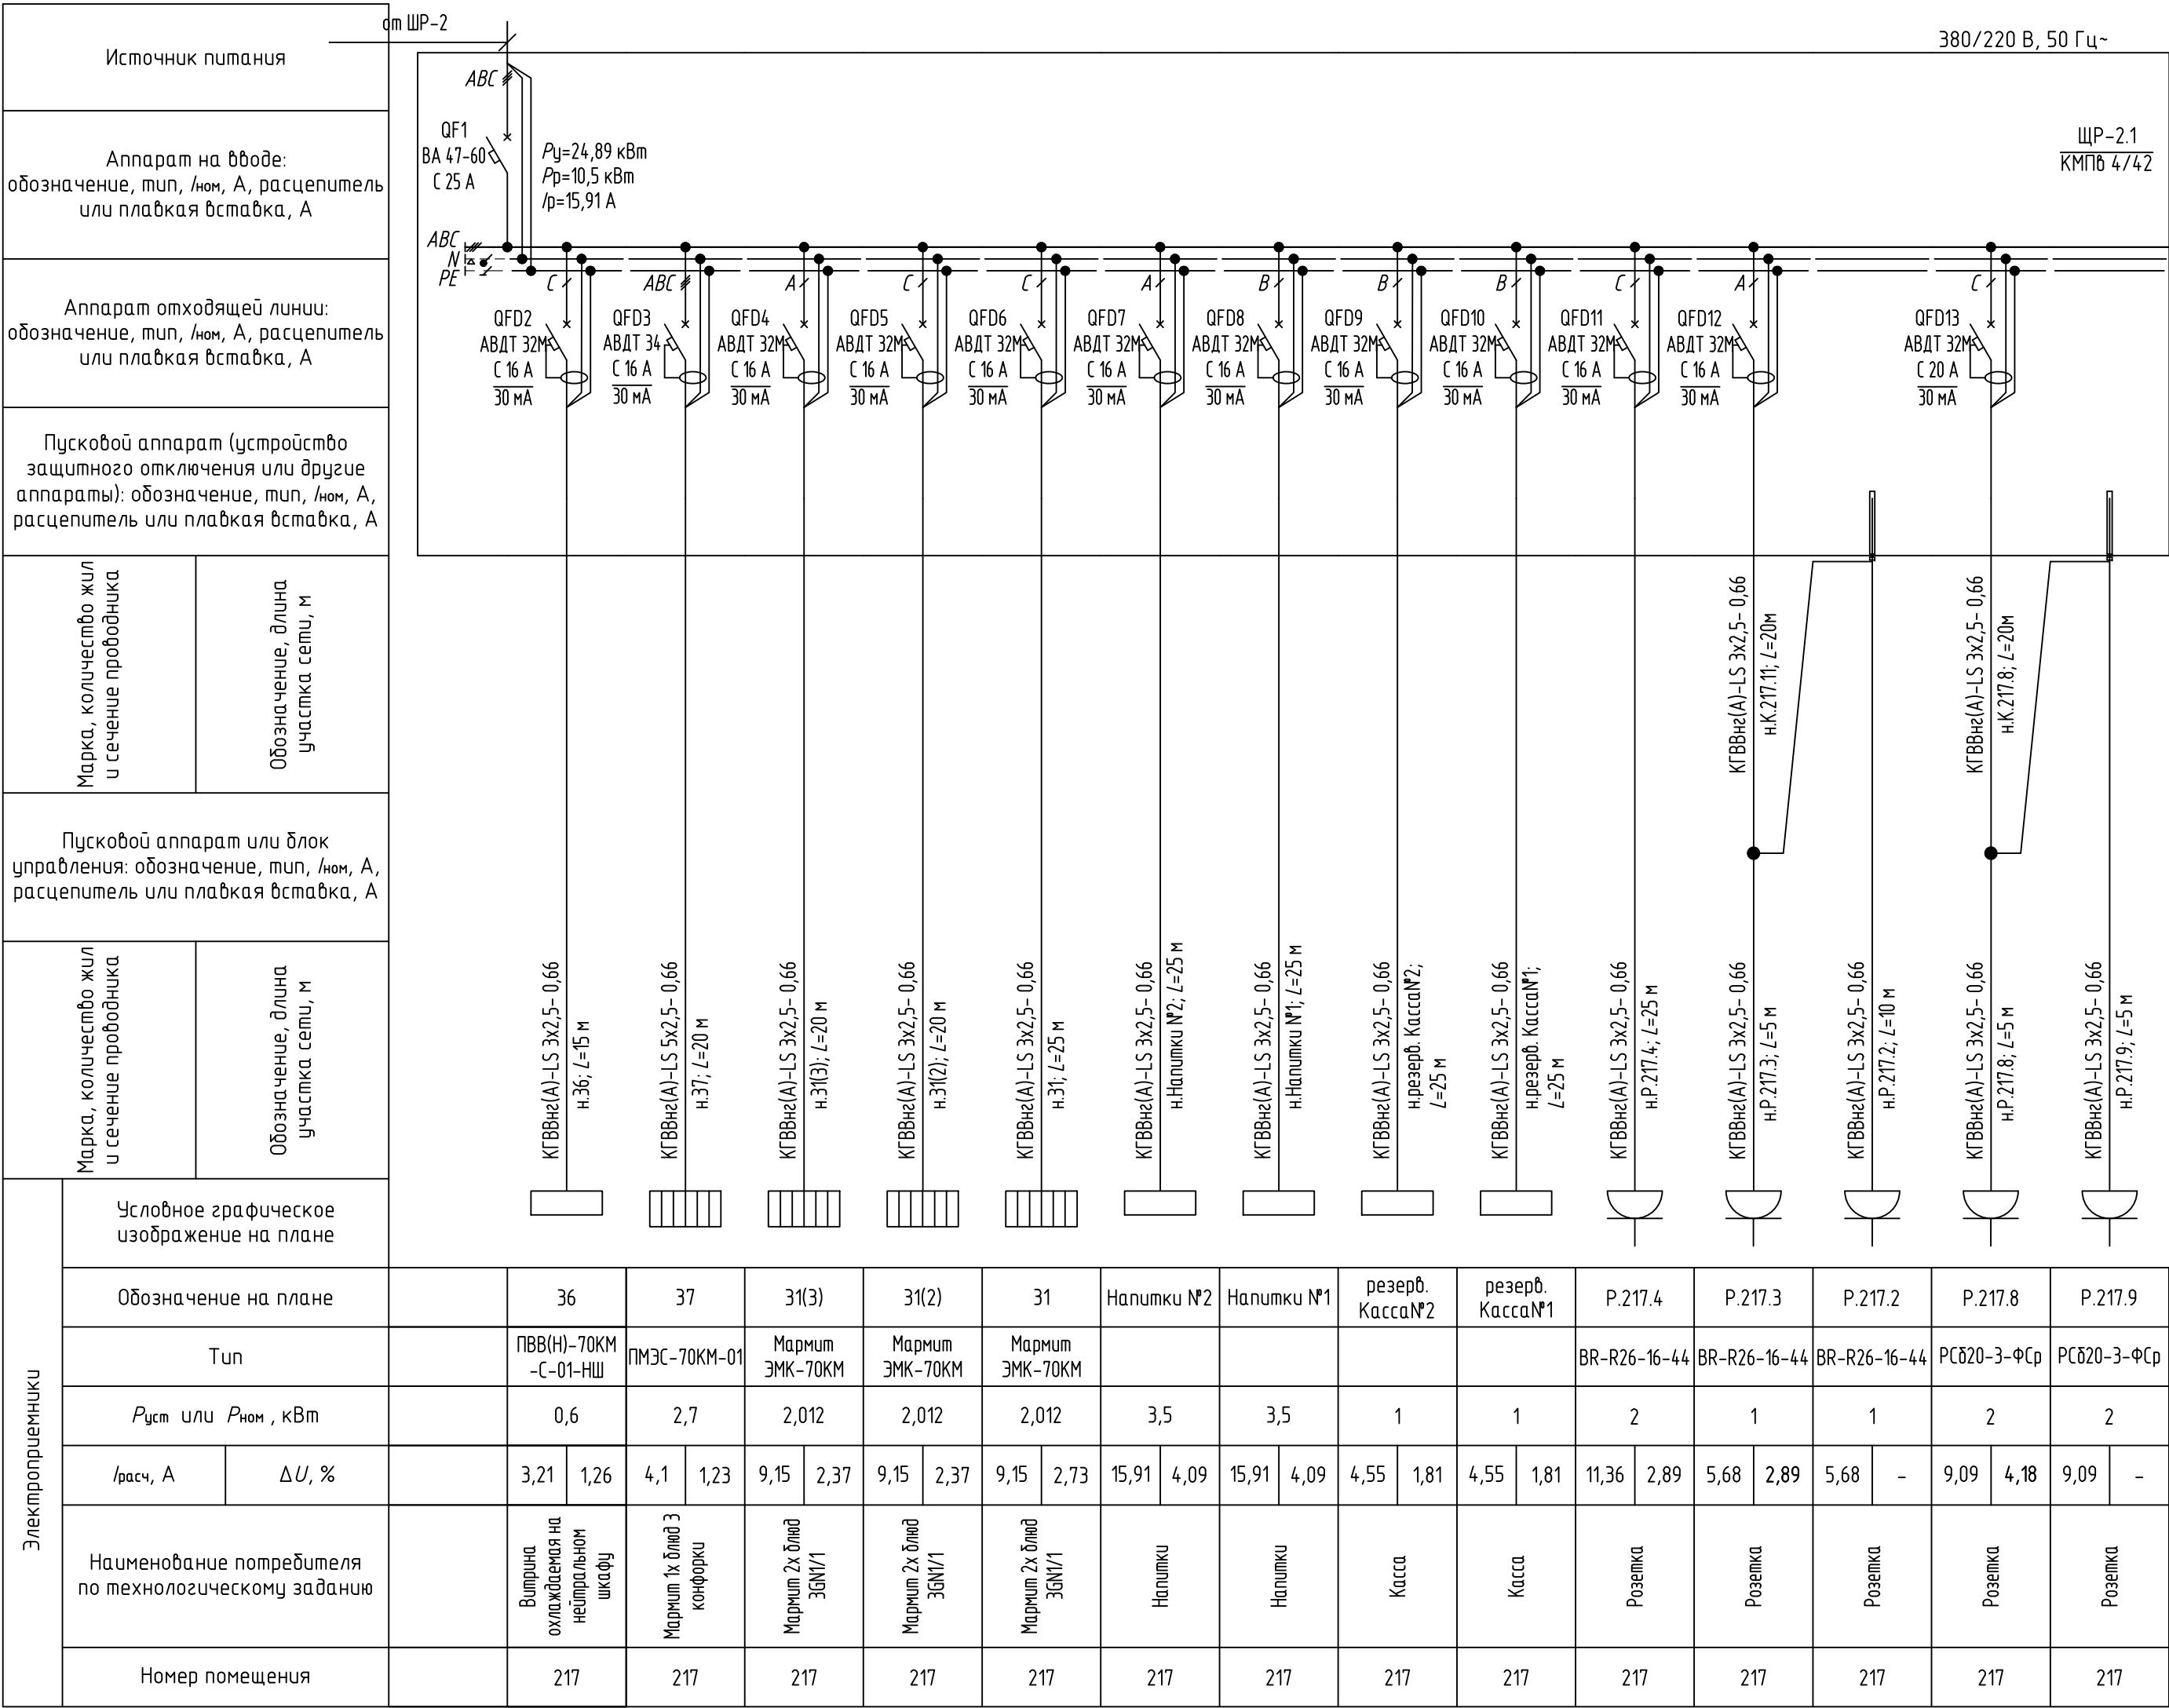 от ШР-2
380/220 В, 50 Гц~
Источник питания
ABC
QF1
ВА 47-60
C 25 А
Ру=24,89 кВт
Рр=10,5 кВт
Iр=15,91 А
ЩР-2.1
КМПв 4/42
Аппарат на вводе:
обозначение, тип, Iном, А, расцепитель
или плавкая вставка, А
ABC
N
PE
C
ABC
A
C
C
A
B
B
B
C
A
C
Аппарат отходящей линии:
обозначение, тип, Iном, А, расцепитель
или плавкая вставка, А
QFD2
АВДТ 32М
C 16 А
30 мА
QFD3
АВДТ 34
C 16 А
30 мА
QFD4
АВДТ 32М
C 16 А
30 мА
QFD5
АВДТ 32М
C 16 А
30 мА
QFD6
АВДТ 32М
C 16 А
30 мА
QFD7
АВДТ 32М
C 16 А
30 мА
QFD8
АВДТ 32М
C 16 А
30 мА
QFD9
АВДТ 32М
C 16 А
30 мА
QFD10
АВДТ 32М
C 16 А
30 мА
QFD11
АВДТ 32М
C 16 А
30 мА
QFD12
АВДТ 32М
C 16 А
30 мА
QFD13
АВДТ 32М
C 20 А
30 мА
Пусковой аппарат (устройство
защитного отключения или другие
аппараты): обозначение, тип, Iном, А,
расцепитель или плавкая вставка, А
Марка, количество жил
и сечение проводника
Обозначение, длина
участка сети, м
КГВВнг(А)-LS 3х2,5- 0,66
н.К.217.11; L=20м
КГВВнг(А)-LS 3х2,5- 0,66
н.К.217.8; L=20м
Пусковой аппарат или блок
управления: обозначение, тип, Iном, А,
расцепитель или плавкая вставка, А
Марка, количество жил
и сечение проводника
Обозначение, длина
участка сети, м
КГВВнг(А)-LS 3х2,5- 0,66
н.36; L=15 м
КГВВнг(А)-LS 5х2,5- 0,66
н.37; L=20 м
КГВВнг(А)-LS 3х2,5- 0,66
н.31(3); L=20 м
КГВВнг(А)-LS 3х2,5- 0,66
н.31(2); L=20 м
КГВВнг(А)-LS 3х2,5- 0,66
н.31; L=25 м
КГВВнг(А)-LS 3х2,5- 0,66
н.Напитки №2; L=25 м
КГВВнг(А)-LS 3х2,5- 0,66
н.Напитки №1; L=25 м
КГВВнг(А)-LS 3х2,5- 0,66
н.резерв. Касса№2;
L=25 м
КГВВнг(А)-LS 3х2,5- 0,66
н.резерв. Касса№1;
L=25 м
КГВВнг(А)-LS 3х2,5- 0,66
н.Р.217.4; L=25 м
КГВВнг(А)-LS 3х2,5- 0,66
н.Р.217.3; L=5 м
КГВВнг(А)-LS 3х2,5- 0,66
н.Р.217.2; L=10 м
КГВВнг(А)-LS 3х2,5- 0,66
н.Р.217.8; L=5 м
КГВВнг(А)-LS 3х2,5- 0,66
н.Р.217.9; L=5 м
Электроприемники
Условное графическое
изображение на плане
Обозначение на плане
36
37
31(3)
31(2)
31
Напитки №2
Напитки №1
резерв.
Касса№2
резерв.
Касса№1
Р.217.4
Р.217.3
Р.217.2
Р.217.8
Р.217.9
Тип
ПВВ(Н)-70КМ
-С-01-НШ
ПМЭС-70КМ-01
Мармит
ЭМК-70КМ
Мармит
ЭМК-70КМ
Мармит
ЭМК-70КМ
BR-R26-16-44
BR-R26-16-44
BR-R26-16-44
РСб20-3-ФСр
РСб20-3-ФСр
Руст или Рном , кВт
0,6
2,7
2,012
2,012
2,012
3,5
3,5
1
1
2
1
1
2
2
Iрасч, А
ΔU, %
3,21 1,26
4,1 1,23
9,15 2,37
9,15 2,37
9,15 2,73
15,91 4,09
15,91 4,09
4,55 1,81
4,55 1,81
11,36 2,89
5,68 2,89
5,68 -
9,09 4,18
9,09 -
Наименование потребителя
по технологическому заданию
Витрина
охлаждаемая на
нейтральном
шкафу
Мармит 1х блюд 3
конфорки
Мармит 2х блюд
3GN1/1
Мармит 2х блюд
3GN1/1
Мармит 2х блюд
3GN1/1
Напитки
Напитки
Касса
Касса
Розетка
Розетка
Розетка
Розетка
Розетка
Номер помещения
217
217
217
217
217
217
217
217
217
217
217
217
217
217